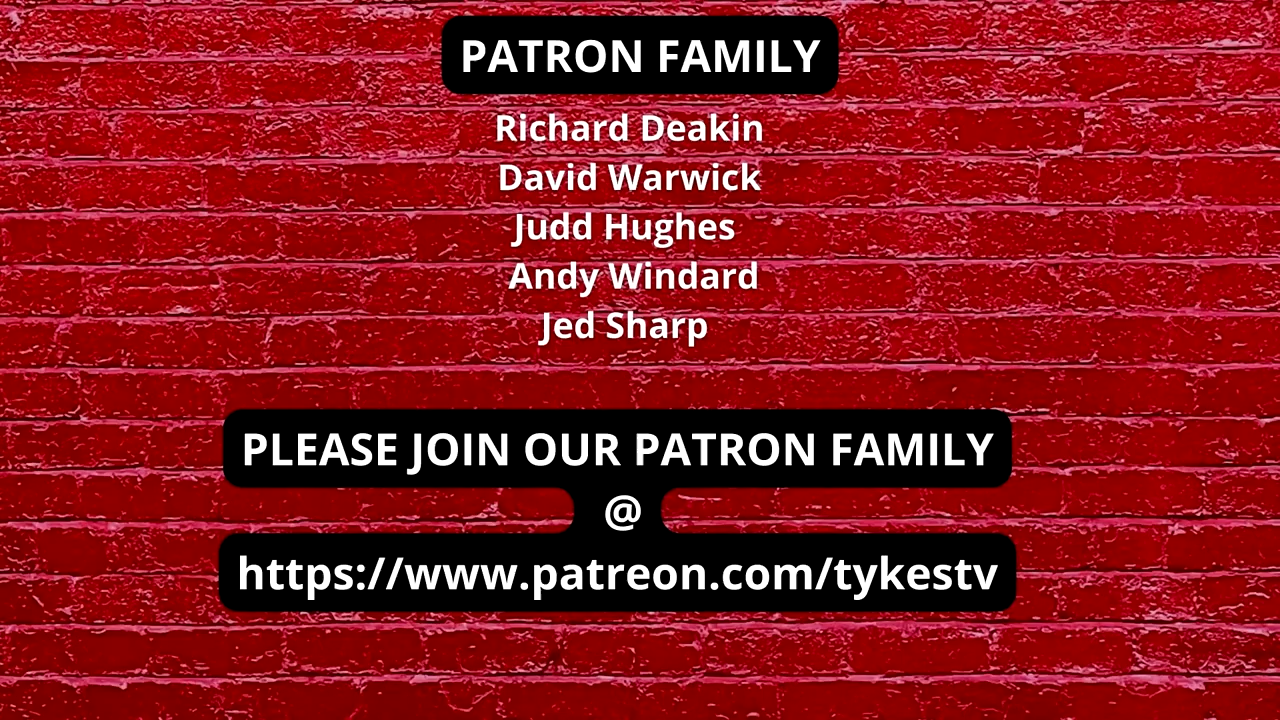 PATRON FAMILY
Richard Deakin
David Warwick
Judd Hughes
Andy Windard
Jed Sharp
PLEASE JOIN OUR PATRON FAMILY
@
https://www.patreon.com/tykestv